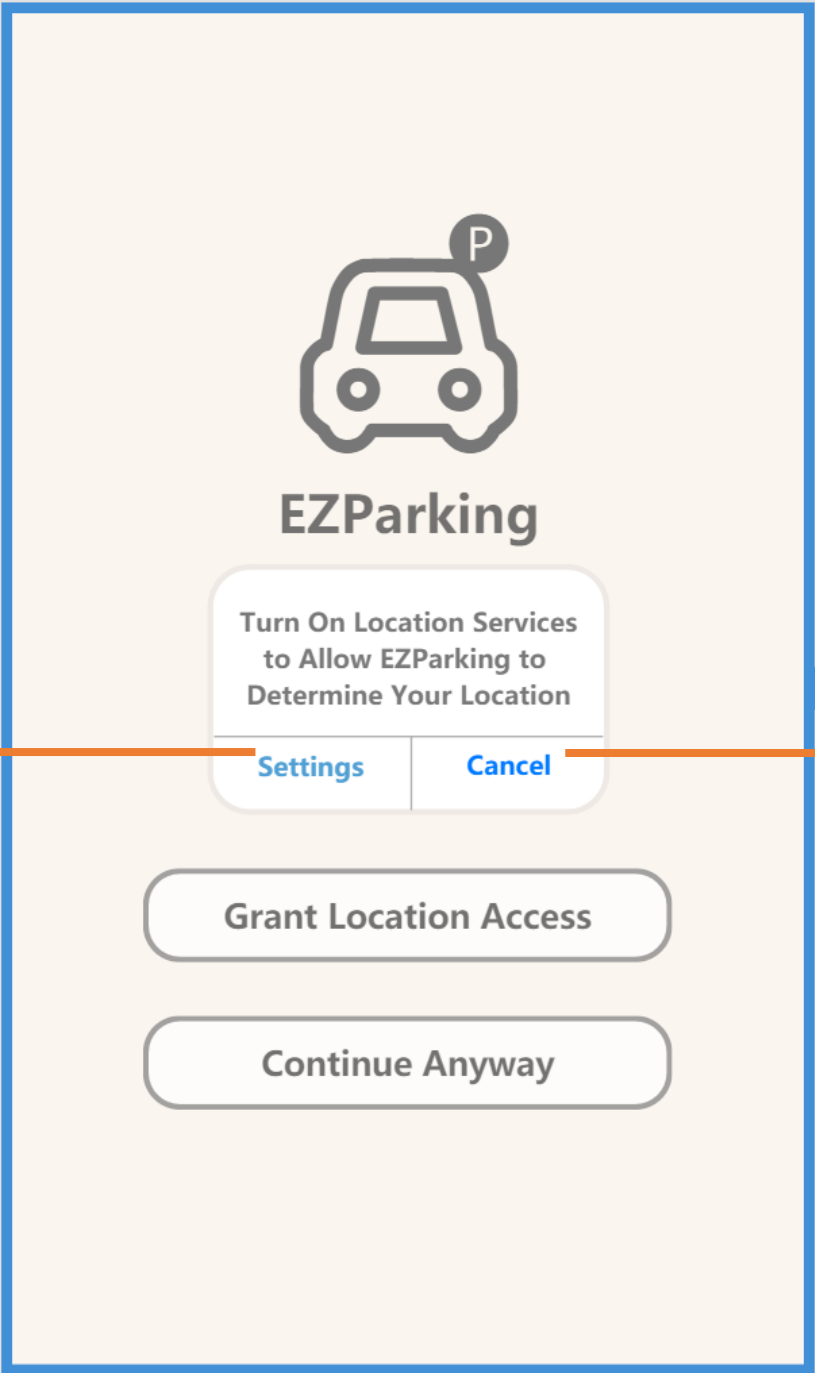 P
EZParking
Turn On Location Services
to Allow EZParking to
Determine Your Location
Settings
Cancel
Grant Location Access
Continue Anyway